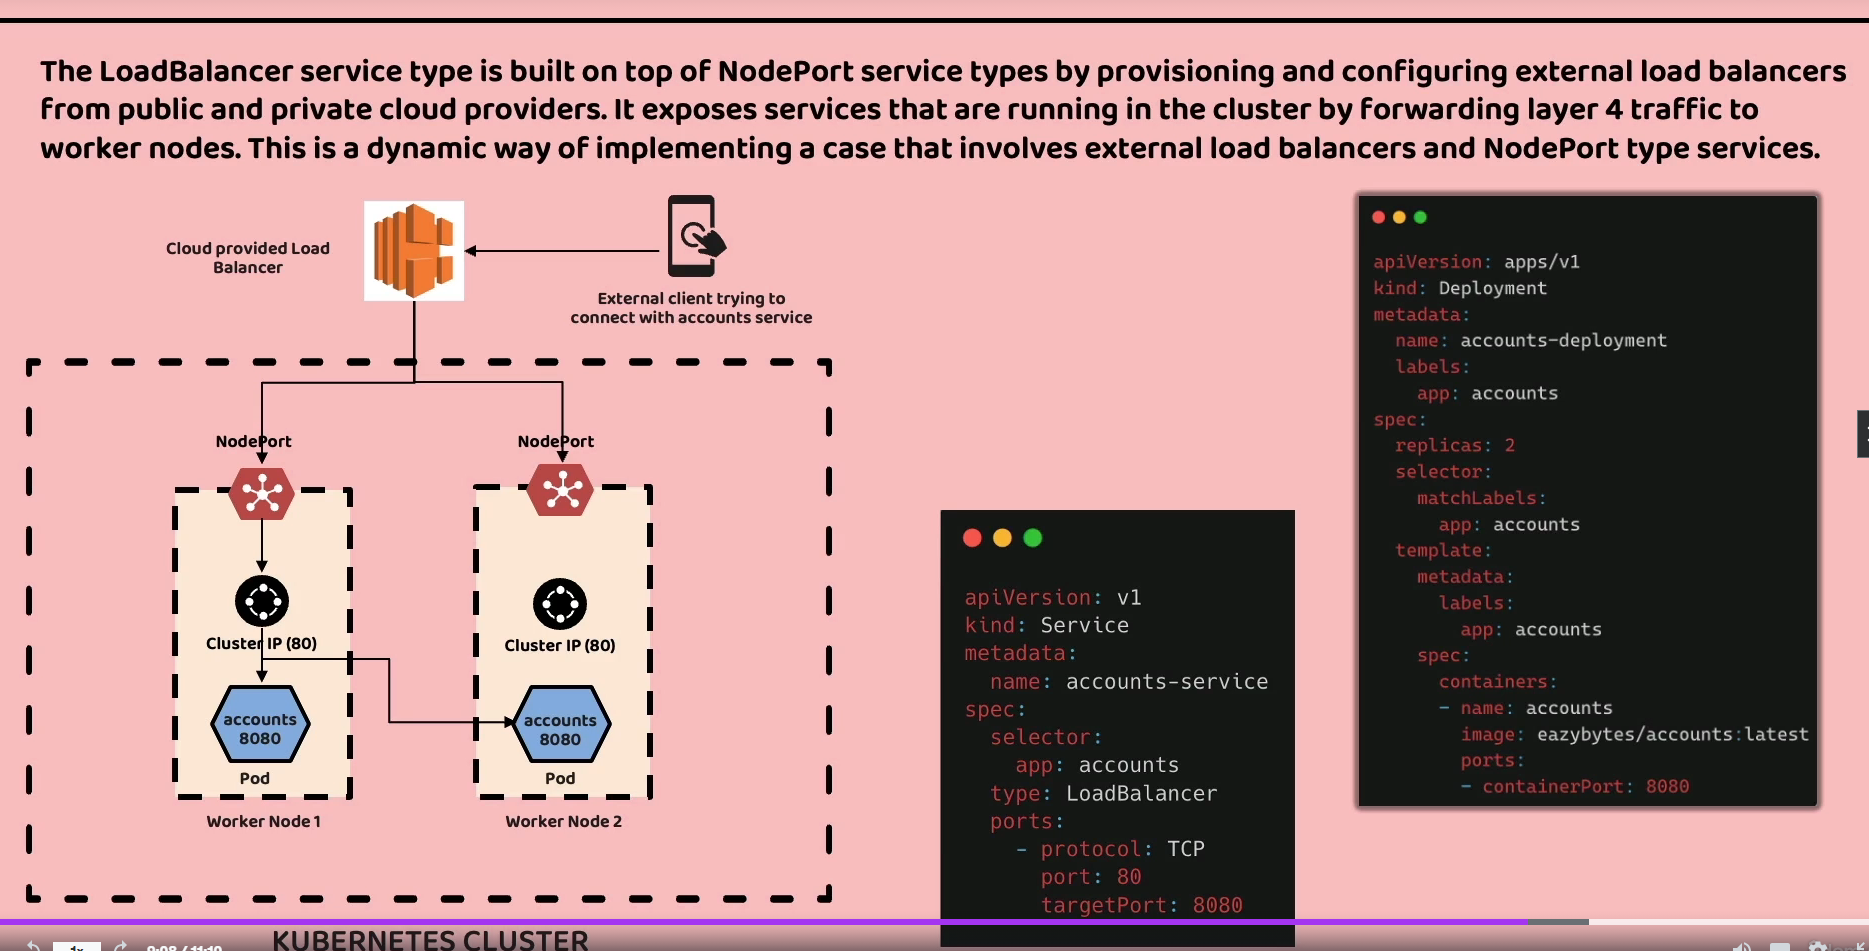 The LoadBalancer service type is built on top of NodePort service types by provisioning and configuring external load balancers
from public and private cloud providers. It exposes services that are running in the cluster by forwarding layer 4 traffic to
worker nodes. This is a dynamic way of implementing a case that involves external load balancers and NodePort type services.
Cloud provided Load
Balancer
External client trying to
connect with accounts service
NodePort
NodePort
Cluster IP (80)
Cluster IP (80)
accounts
8080
accounts
8080
Pod
Pod
Worker Node 1
Worker Node 2
KUBERNETES CLUSTER
apiVersion: v1
kind: Service
metadata:
  name: accounts-service
spec:
  selector:
    app: accounts
  type: LoadBalancer
  ports:
    - protocol: TCP
      port: 80
      targetPort: 8080
apiVersion: apps/v1
kind: Deployment
metadata:
  name: accounts-deployment
  labels:
    app: accounts
spec:
  replicas: 2
  selector:
    matchLabels:
      app: accounts
  template:
    metadata:
      labels:
        app: accounts
    spec:
      containers:
      - name: accounts
        image: eazybytes/accounts:latest
        ports:
        - containerPort: 8080
1x
9:08 / 11:10